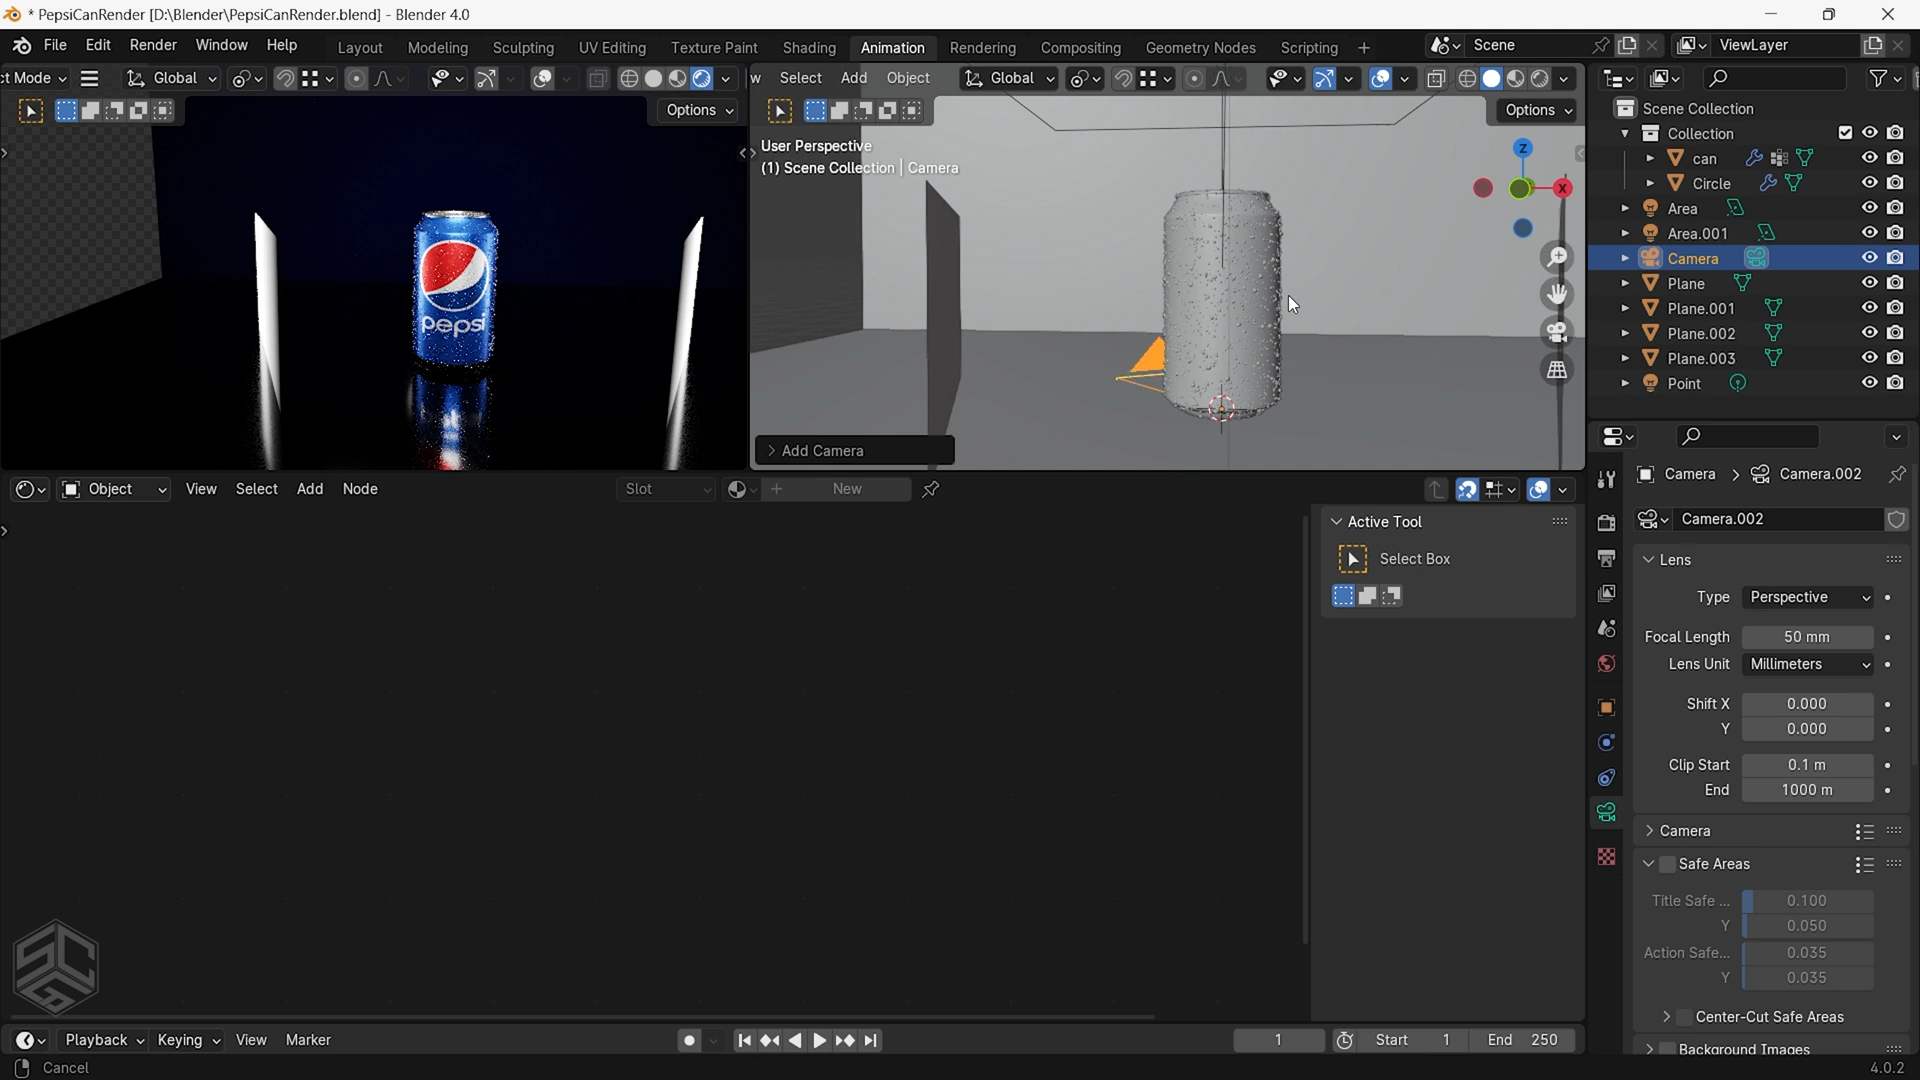 * PepsiCanRender [D:\Blender\PepsiCanRender.blend] - Blender 4.0
File Edit Render Window Help Layout Modeling Sculpting UV Editing Texture Paint Shading Animation Rendering Compositing Geometry Nodes Scripting + Scene ViewLayer
ct Mode Global w Select Add Object Global
Options Options
User Perspective
(1) Scene Collection | Camera
Z
X
pepsi
> Add Camera
Scene Collection
Collection
can
Circle
Area
Area.001
Camera
Plane
Plane.001
Plane.002
Plane.003
Point
Object View Select Add Node Slot New
Active Tool
Select Box
Camera > Camera.002
Camera.002
Lens
Type Perspective
Focal Length 50 mm
Lens Unit Millimeters
Shift X 0.000
Y 0.000
Clip Start 0.1 m
End 1000 m
Camera
Safe Areas
Title Safe ... 0.100
Y 0.050
Action Safe... 0.035
Y 0.035
Center-Cut Safe Areas
Background Images
Playback Keying View Marker 1 Start 1 End 250
Cancel 4.0.2